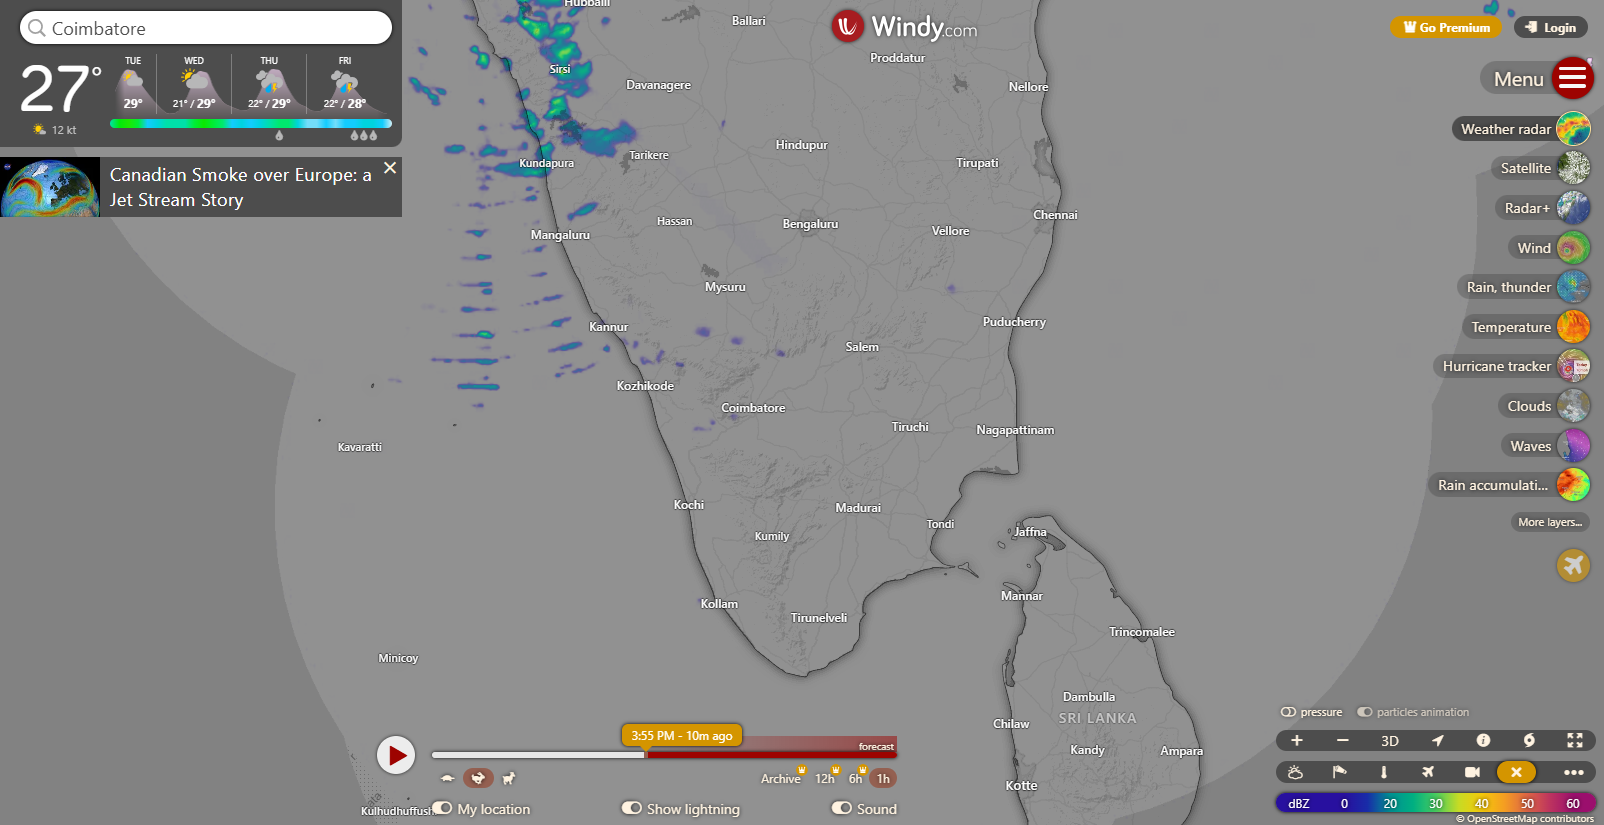 Coimbatore
27°
12 kt
TUE
WED
THU
FRI
29°
21° / 29°
22° / 29°
22° / 28°
Canadian Smoke over Europe: a
Jet Stream Story
Windy.com
Go Premium
Login
Menu
Weather radar
Satellite
Radar+
Wind
Rain, thunder
Temperature
Hurricane tracker
Clouds
Waves
Rain accumulati...
More layers...
Hubballi
Ballari
Proddatur
Sirsi
Davanagere
Nellore
Hindupur
Kundapura
Tarikere
Tirupati
Chennai
Hassan
Bengaluru
Vellore
Mangaluru
Mysuru
Puducherry
Kannur
Salem
Kozhikode
Coimbatore
Tiruchi
Nagapattinam
Kavaratti
Kochi
Madurai
Tondi
Kumily
Jaffna
Mannar
Kollam
Tirunelveli
Trincomalee
Minicoy
Dambulla
SRI LANKA
Chilaw
Kandy
Ampara
Kotte
Kulhudhuffush
3:55 PM - 10m ago
forecast
Archive
12h
6h
1h
My location
Show lightning
Sound
pressure
particles animation
3D
dBZ 0 20 30 40 50 60
© OpenStreetMap contributors